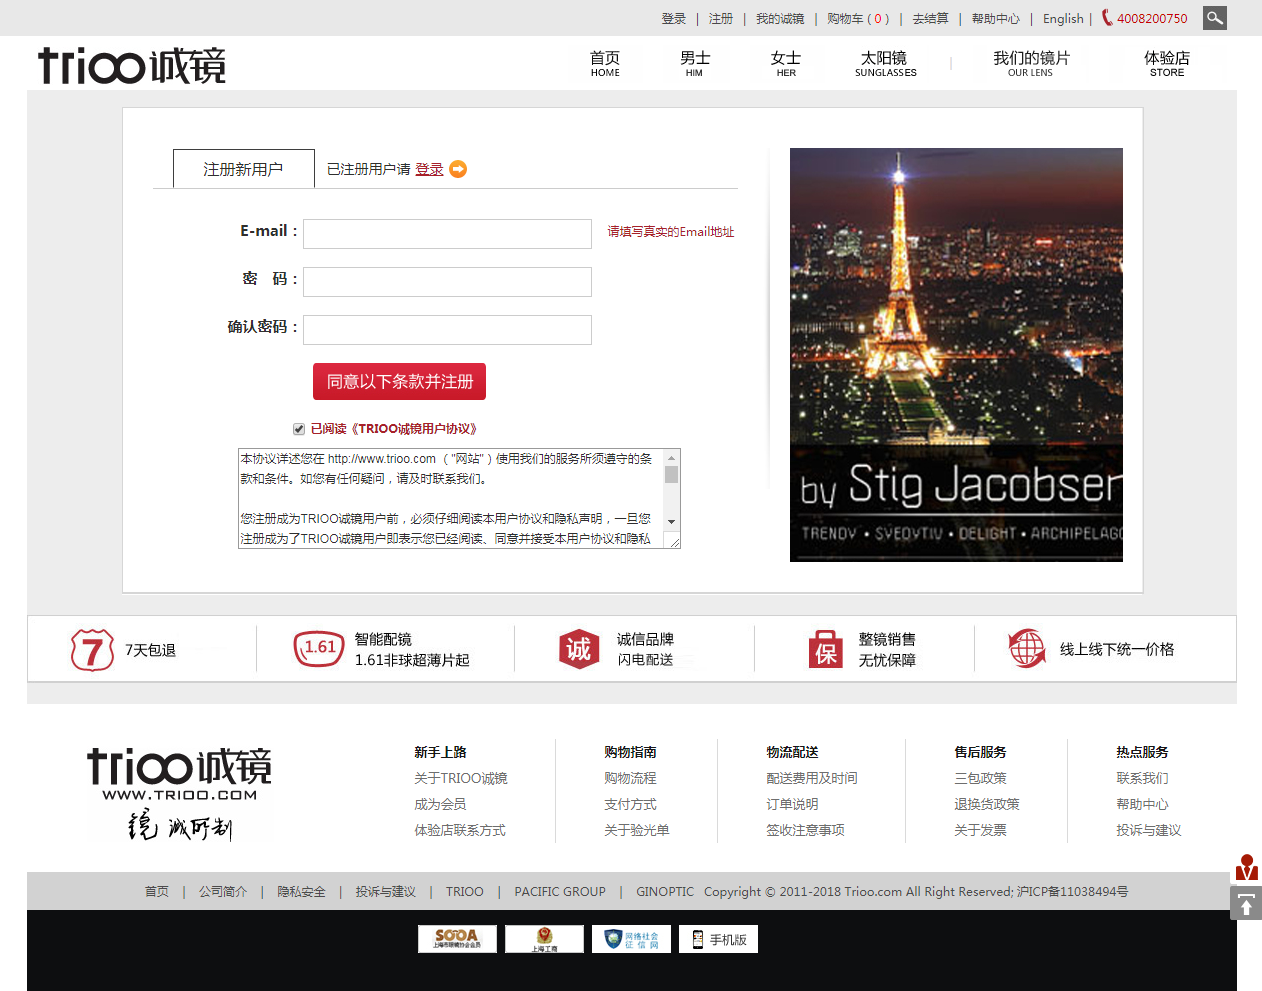 登录 | 注册 | 我的诚镜 | 购物车 ( 0 ) | 去结算 | 帮助中心 | English | 4008200750
trioo诚镜
首页 男士 女士 太阳镜 | 我们的镜片 体验店
HOME HIM HER SUNGLASSES OUR LENS STORE
注册新用户 已注册用户请 登录
E-mail： 请填写真实的Email地址
密 码：
确认密码：
同意以下条款并注册
已阅读《TRIOO诚镜用户协议》
本协议详述您在 http://www.trioo.com （"网站"）使用我们的服务所须遵守的条
款和条件。如您有任何疑问，请及时联系我们。
您注册成为TRIOO诚镜用户前，必须仔细阅读本用户协议和隐私声明，一旦您
注册成为了TRIOO诚镜用户即表示您已经阅读、同意并接受本用户协议和隐私
by Stig Jacobsen
TRENDY • SVEDYTIV • DELIGHT • ARCHIPELAGO
7 7天包退
1.61 智能配镜
1.61非球超薄片起
诚 诚信品牌
闪电配送
保 整镜销售
无忧保障
线上线下统一价格
trioo诚镜
WWW.TRIOO.COM
镜 诚所制
新手上路
关于TRIOO诚镜
成为会员
体验店联系方式
购物指南
购物流程
支付方式
关于验光单
物流配送
配送费用及时间
订单说明
签收注意事项
售后服务
三包政策
退换货政策
关于发票
热点服务
联系我们
帮助中心
投诉与建议
首页 | 公司简介 | 隐私安全 | 投诉与建议 | TRIOO | PACIFIC GROUP | GINOPTIC Copyright © 2011-2018 Trioo.com All Right Reserved; 沪ICP备11038494号
SOOA
上海市眼镜协会会员
上海工商
网络社会
征信网
手机版